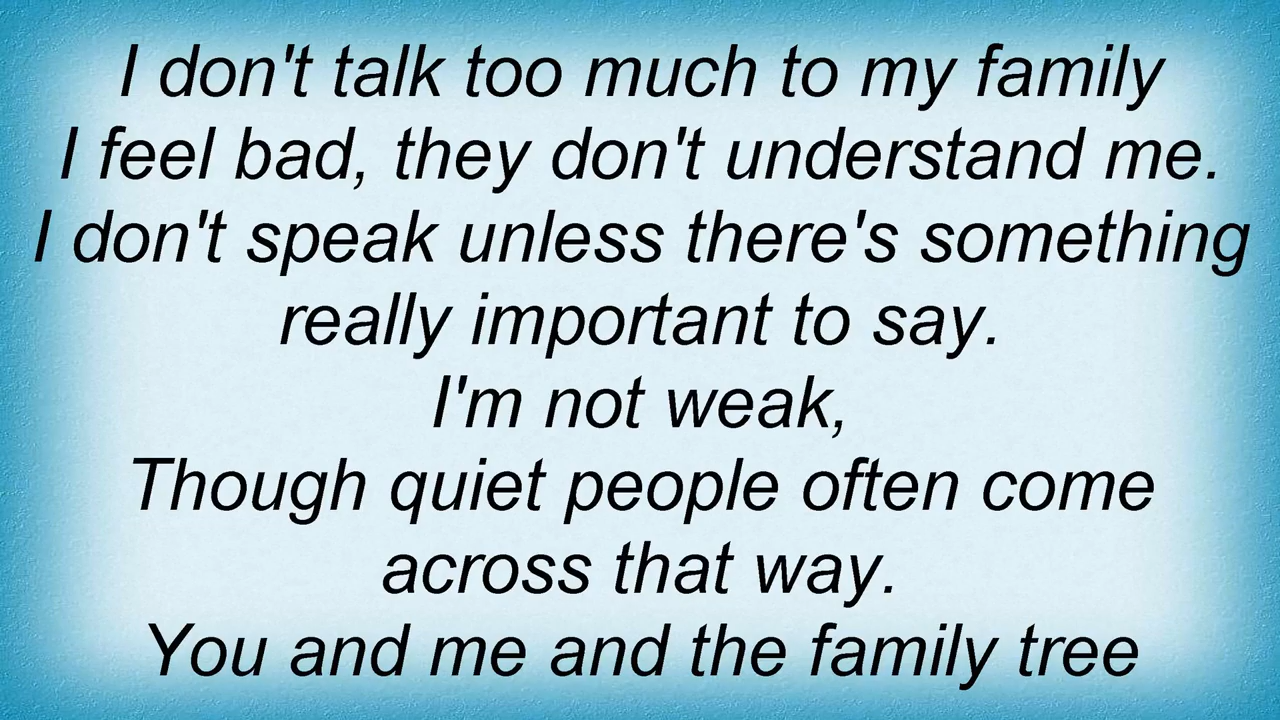 I don't talk too much to my family
I feel bad, they don't understand me.
I don't speak unless there's something
really important to say.
I'm not weak,
Though quiet people often come
across that way.
You and me and the family tree